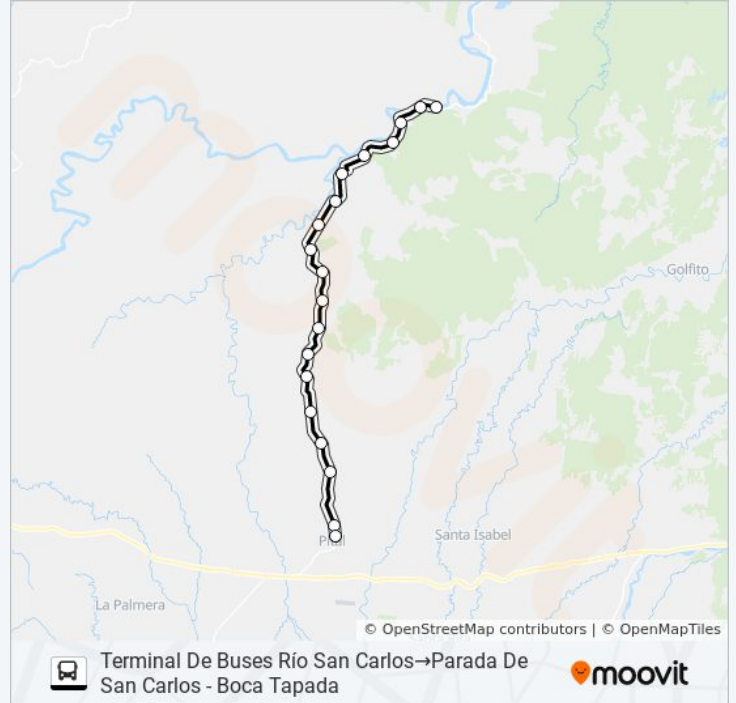 Golfito
Santa Isabel
Pital
La Palmera
© OpenStreetMap contributors | © OpenMapTiles
Terminal De Buses Río San Carlos→Parada De
San Carlos - Boca Tapada
moovit